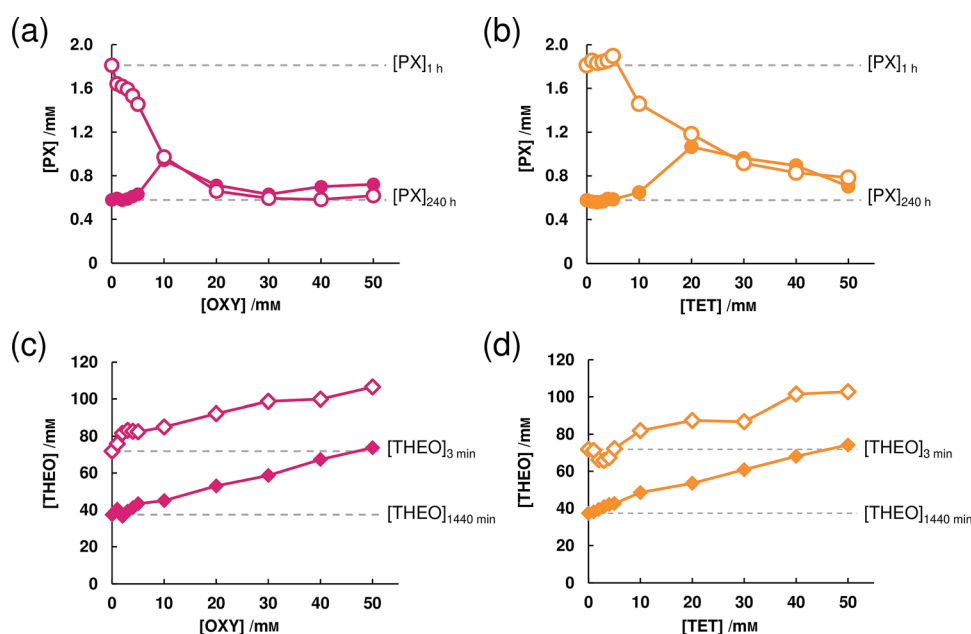 (a)
2.0
1.6
1.2
0.8
0.4
0
[PX] /mM
0 10 20 30 40 50
[OXY] /mM
[PX]1 h
[PX]240 h
(b)
2.0
1.6
1.2
0.8
0.4
0
[PX] /mM
0 10 20 30 40 50
[TET] /mM
[PX]1 h
[PX]240 h
(c)
120
100
80
60
40
20
0
[THEO] /mM
0 10 20 30 40 50
[OXY] /mM
[THEO]3 min
[THEO]1440 min
(d)
120
100
80
60
40
20
0
[THEO] /mM
0 10 20 30 40 50
[TET] /mM
[THEO]3 min
[THEO]1440 min